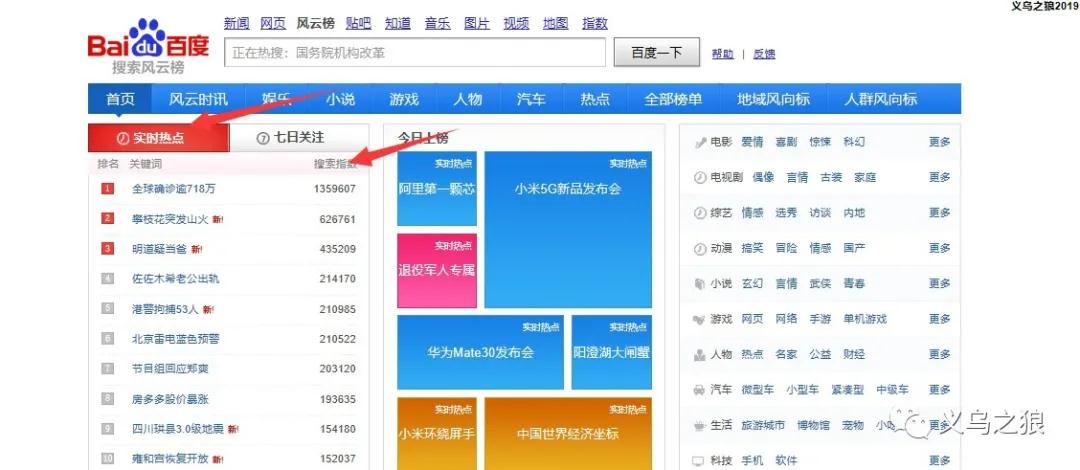 义乌之狼2019
新闻 网页 风云榜 贴吧 知道 音乐 图片 视频 地图 指数
Baidu百度
搜索风云榜
正在热搜：国务院机构改革
百度一下
帮助 | 反馈
首页 风云时讯 娱乐 小说 游戏 人物 汽车 热点 全部榜单 地域风向标 人群风向标
实时热点 七日关注
排名 关键词 搜索指数
1 全球确诊逾718万 1359607
2 攀枝花突发山火 新! 626761
3 明道疑当爸 新! 435209
4 佐佐木希老公出轨 214170
5 港警拘捕53人 新! 210985
6 北京雷电蓝色预警 210522
7 节目组回应郑爽 203120
8 房多多股价暴涨 193635
9 四川珙县3.0级地震 新! 154180
10 雍和宫恢复开放 新! 152037
今日上榜
实时热点
阿里第一颗芯
实时热点
小米5G新品发布会
实时热点
退役军人专属
实时热点
华为Mate30发布会
实时热点
阳澄湖大闸蟹
实时热点
小米环绕屏手
实时热点
中国世界经济坐标
电影 爱情 喜剧 惊悚 科幻 更多
电视剧 偶像 言情 古装 家庭 更多
综艺 情感 选秀 访谈 内地 更多
动漫 搞笑 冒险 情感 国产 更多
小说 玄幻 言情 武侠 青春 更多
游戏 网页 网络 手游 单机游戏 更多
人物 热点 名家 公益 财经 更多
汽车 微型车 小型车 紧凑型 中级车 更多
生活 旅游城市 博物馆 宠物 更多
科技 手机 软件 更多
义乌之狼